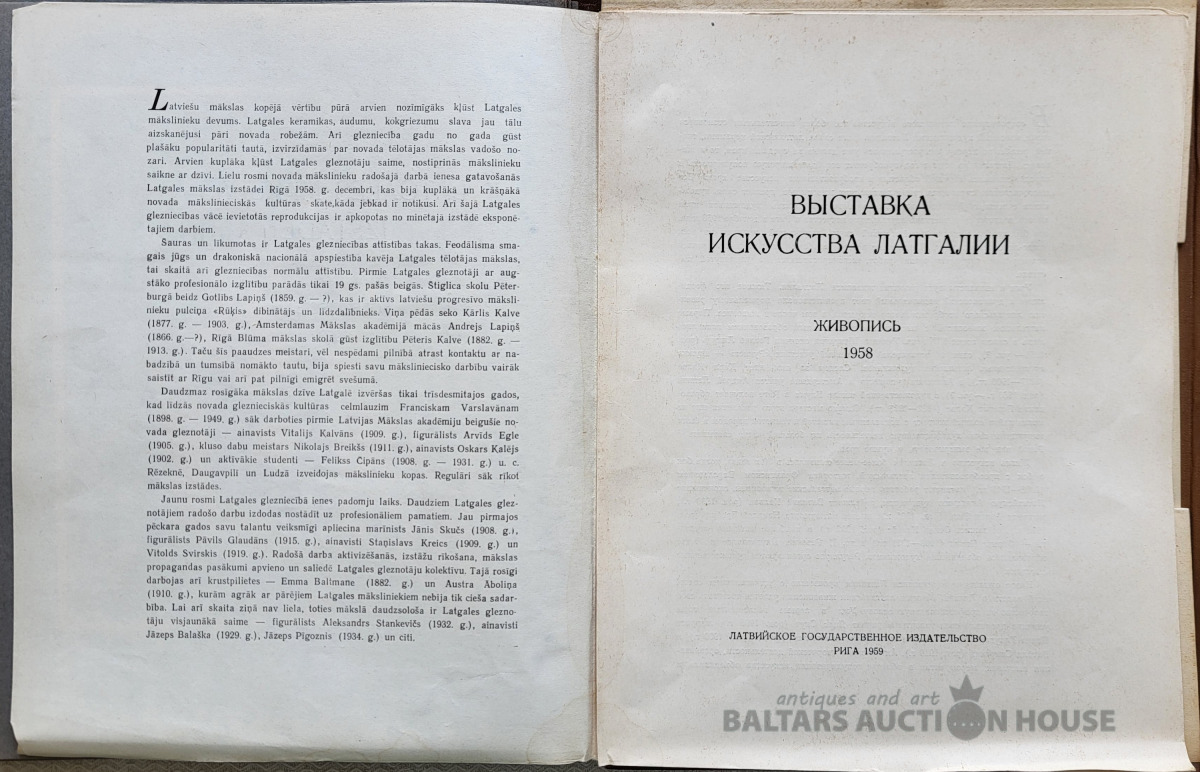 Latviešu mākslas kopējā vērtību pūrā arvien nozīmīgāks kļūst Latgales
mākslinieku devums. Latgales keramikas, audumu, kokgriezumu slava jau tālu
aizskanējusi pāri novada robežām. Arī glezniecība gadu no gada gūst
plašāku popularitāti tautā, izvirzīdamās par novada tēlotājas mākslas vadošo no-
zari. Arvien kuplāka kļūst Latgales gleznotāju saime, nostiprinās mākslinieku
saikne ar dzīvi. Lielu rosmi novada mākslinieku radošajā darbā ienesa gatavošanās
Latgales mākslas izstādei Rīgā 1958. g. decembrī, kas bija kuplākā un krāšņākā
novada mākslinieciskās kultūras skate,kāda jebkad ir notikusi. Arī šajā Latgales
glezniecības vācē ievietotās reprodukcijas ir apkopotas no minētajā izstādē eksponē-
tajiem darbiem.
Šauras un līkumotas ir Latgales glezniecības attīstības takas. Feodālisma sma-
gais jūgs un drakoniskā nacionālā apspiestība kavēja Latgales tēlotājas mākslas,
tai skaitā arī glezniecības normālu attīstību. Pirmie Latgales gleznotāji ar aug-
stāko profesionālo izglītību parādās tikai 19 gs. pašās beigās. Štiglica skolu Pēter-
burgā beidz Gotlībs Lapiņš (1859. g. — ?), kas ir aktīvs latviešu progresīvo māksli-
nieku pulciņa «Rūķis» dibinātājs un līdzdalībnieks. Viņa pēdās seko Kārlis Kalve
(1877. g. — 1903. g.), Amsterdamas Mākslas akadēmijā mācās Andrejs Lapiņš
(1866. g.—?), Rīgā Blūma mākslas skolā gūst izglītību Pēteris Kalve (1882. g. —
1913. g.). Taču šīs paaudzes meistari, vēl nespēdami pilnībā atrast kontaktu ar na-
badzībā un tumsībā nomākto tautu, bija spiesti savu māksliniecisko darbību vairāk
saistīt ar Rīgu vai arī pat pilnīgi emigrēt svešumā.
Daudzmaz rosīgāka mākslas dzīve Latgalē izvēršas tikai trīsdesmitajos gados,
kad līdzās novada glezniecīskās kultūras celmlauzim Franciskam Varslavānam
(1898. g. — 1949. g.) sāk darboties pirmie Latvijas Mākslas akadēmiju beigušie no-
vada gleznotāji — ainavists Vitālijs Kalvāns (1909. g.), figurālists Arvīds Egle
(1905. g.), kluso dabu meistars Nikolajs Breikšs (1911. g.), ainavists Oskars Kalējs
(1902. g.) un aktīvākie studenti — Felikss Cipāns (1908. g. — 1931. g.) u. c.
Rēzeknē, Daugavpilī un Ludzā izveidojas mākslinieku kopas. Regulāri sāk rīkot
mākslas izstādes.
Jaunu rosmi Latgales glezniecībā ienes padomju laiks. Daudziem Latgales glez-
notājiem radošo darbu izdodas nostādīt uz profesionāliem pamatiem. Jau pirmajos
pēckara gados savu talantu veiksmīgi apliecina marīnists Jānis Skučs (1908. g.),
figurālists Pāvils Glaudāns (1915. g.), ainavisti Staņislavs Kreics (1909. g.) un
Vitolds Svirskis (1919. g.). Radošā darba aktivizēšanās, izstāžu rīkošana, mākslas
propagandas pasākumi apvieno un saliedē Latgales gleznotāju kolektīvu. Tajā rosīgi
darbojas arī krustpilietes — Emma Baltmane (1882. g.) un Austra Āboliņa
(1910. g.), kurām agrāk ar pārējiem Latgales māksliniekiem nebija tik cieša sadar-
bība. Lai arī skaita ziņā nav liela, toties mākslā daudzsološa ir Latgales glezno-
tāju visjaunākā saime — figurālists Aleksandrs Stankevičs (1932. g.), ainavisti
Jāzeps Balaška (1929. g.), Jāzeps Pīgoznis (1934. g.) un citi.
ВЫСТАВКА
ИСКУССТВА ЛАТГАЛИИ
ЖИВОПИСЬ
1958
ЛАТВИЙСКОЕ ГОСУДАРСТВЕННОЕ ИЗДАТЕЛЬСТВО
РИГА 1959
antiques and art
BALTARS AUCTION HOUSE